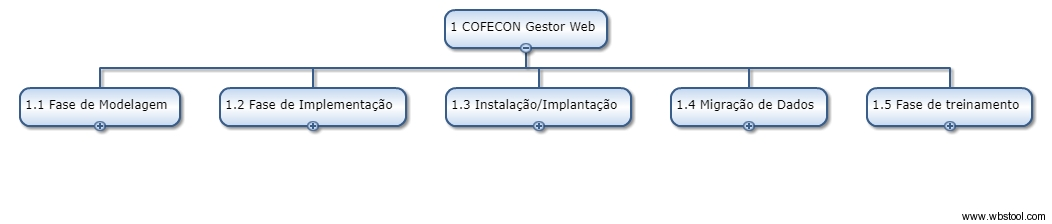 1 COFECON Gestor Web
1.1 Fase de Modelagem
1.2 Fase de Implementação
1.3 Instalação/Implantação
1.4 Migração de Dados
1.5 Fase de treinamento
www.wbstool.com